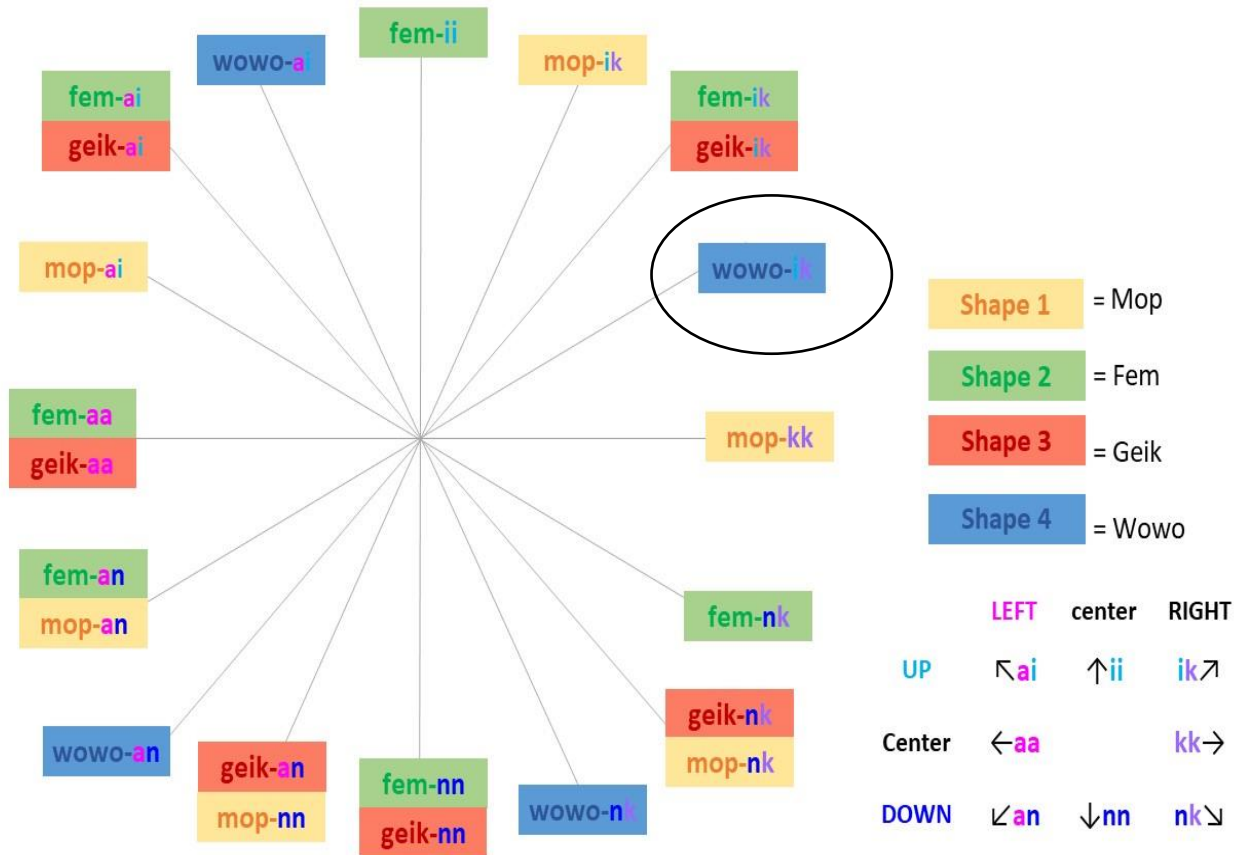 fem-ii
wowo-ai
mop-ik
fem-ai
geik-ai
fem-ik
geik-ik
mop-ai
wowo-ik
fem-aa
geik-aa
mop-kk
fem-an
mop-an
fem-nk
wowo-an
geik-nk
mop-nk
geik-an
mop-nn
fem-nn
geik-nn
wowo-nk
Shape 1 = Mop
Shape 2 = Fem
Shape 3 = Geik
Shape 4 = Wowo
LEFT center RIGHT
UP ↖ai ↑ii ik↗
Center ←aa kk→
DOWN ↙an ↓nn nk↘